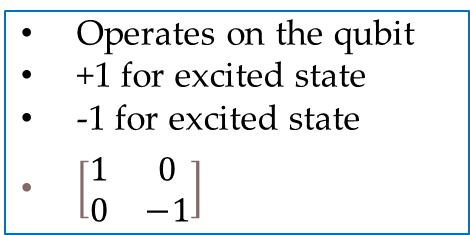 • Operates on the qubit
• +1 for excited state
• -1 for excited state
• [1 0
0 −1]